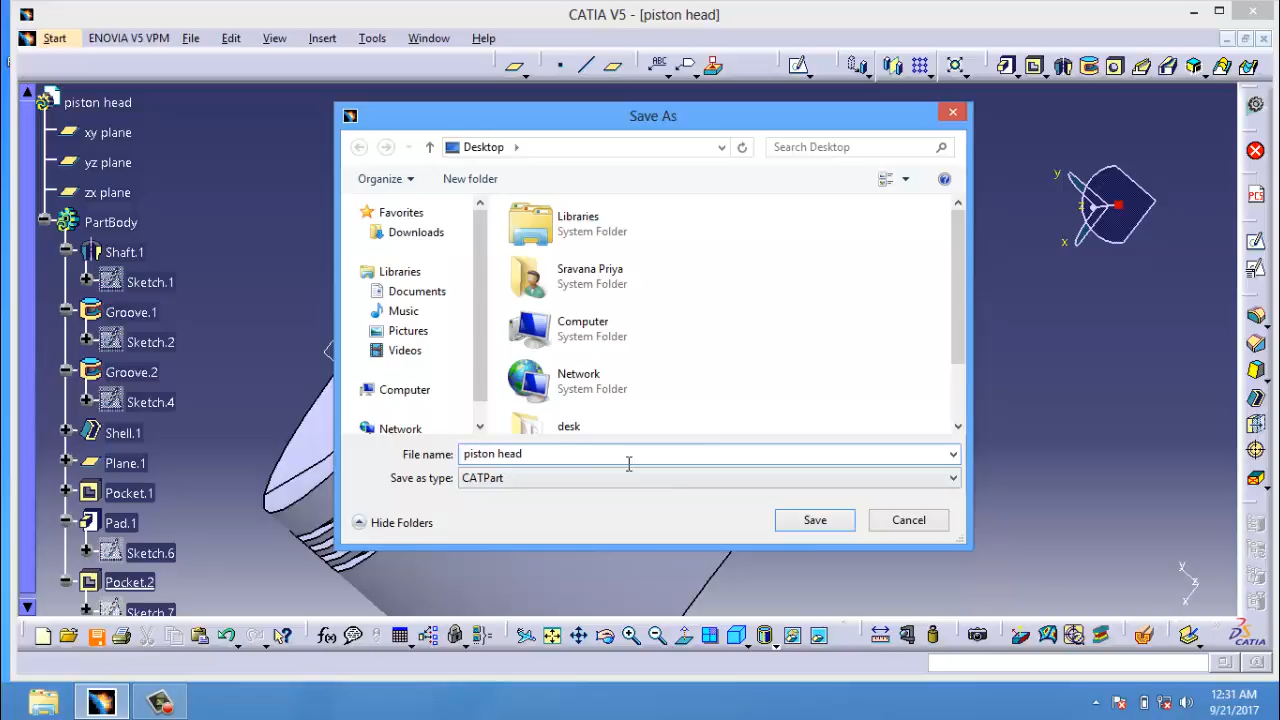 CATIA V5 - [piston head]
Start ENOVIA V5 VPM File Edit View Insert Tools Window Help
ABC
piston head
xy plane
yz plane
zx plane
PartBody
Shaft.1
Sketch.1
Groove.1
Sketch.2
Groove.2
Sketch.4
Shell.1
Plane.1
Pocket.1
Pad.1
Sketch.6
Pocket.2
Sketch.7
Save As
Desktop
Search Desktop
Organize New folder
Favorites
Downloads
Libraries
Documents
Music
Pictures
Videos
Computer
Network
Libraries
System Folder
Sravana Priya
System Folder
Computer
System Folder
Network
System Folder
desk
File name: piston head
Save as type: CATPart
Hide Folders
Save Cancel
y
z
x
PCS
y
z
x
f(x)
CATIA
12:31 AM
9/21/2017